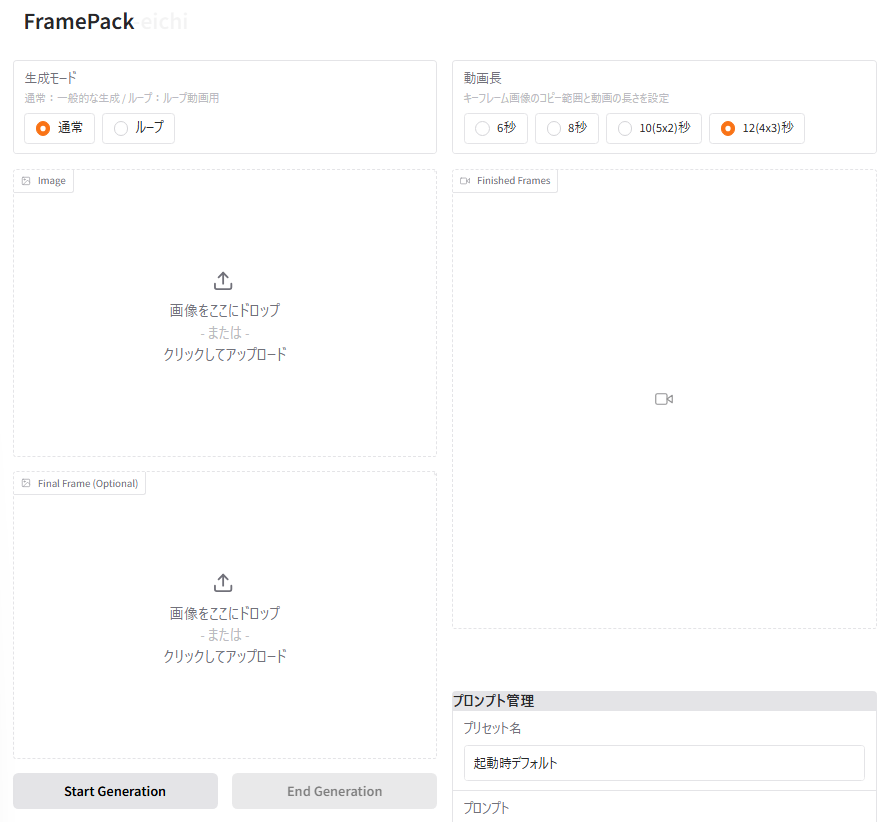 FramePack-eichi
生成モード
通常：一般的な生成 / ループ：ループ動画用
通常
ループ
動画長
キーフレーム画像のコピー範囲と動画の長さを設定
6秒
8秒
10(5x2)秒
12(4x3)秒
Image
画像をここにドロップ
- または -
クリックしてアップロード
Finished Frames
Final Frame (Optional)
画像をここにドロップ
- または -
クリックしてアップロード
Start Generation
End Generation
プロンプト管理
プリセット名
起動時デフォルト
プロンプト